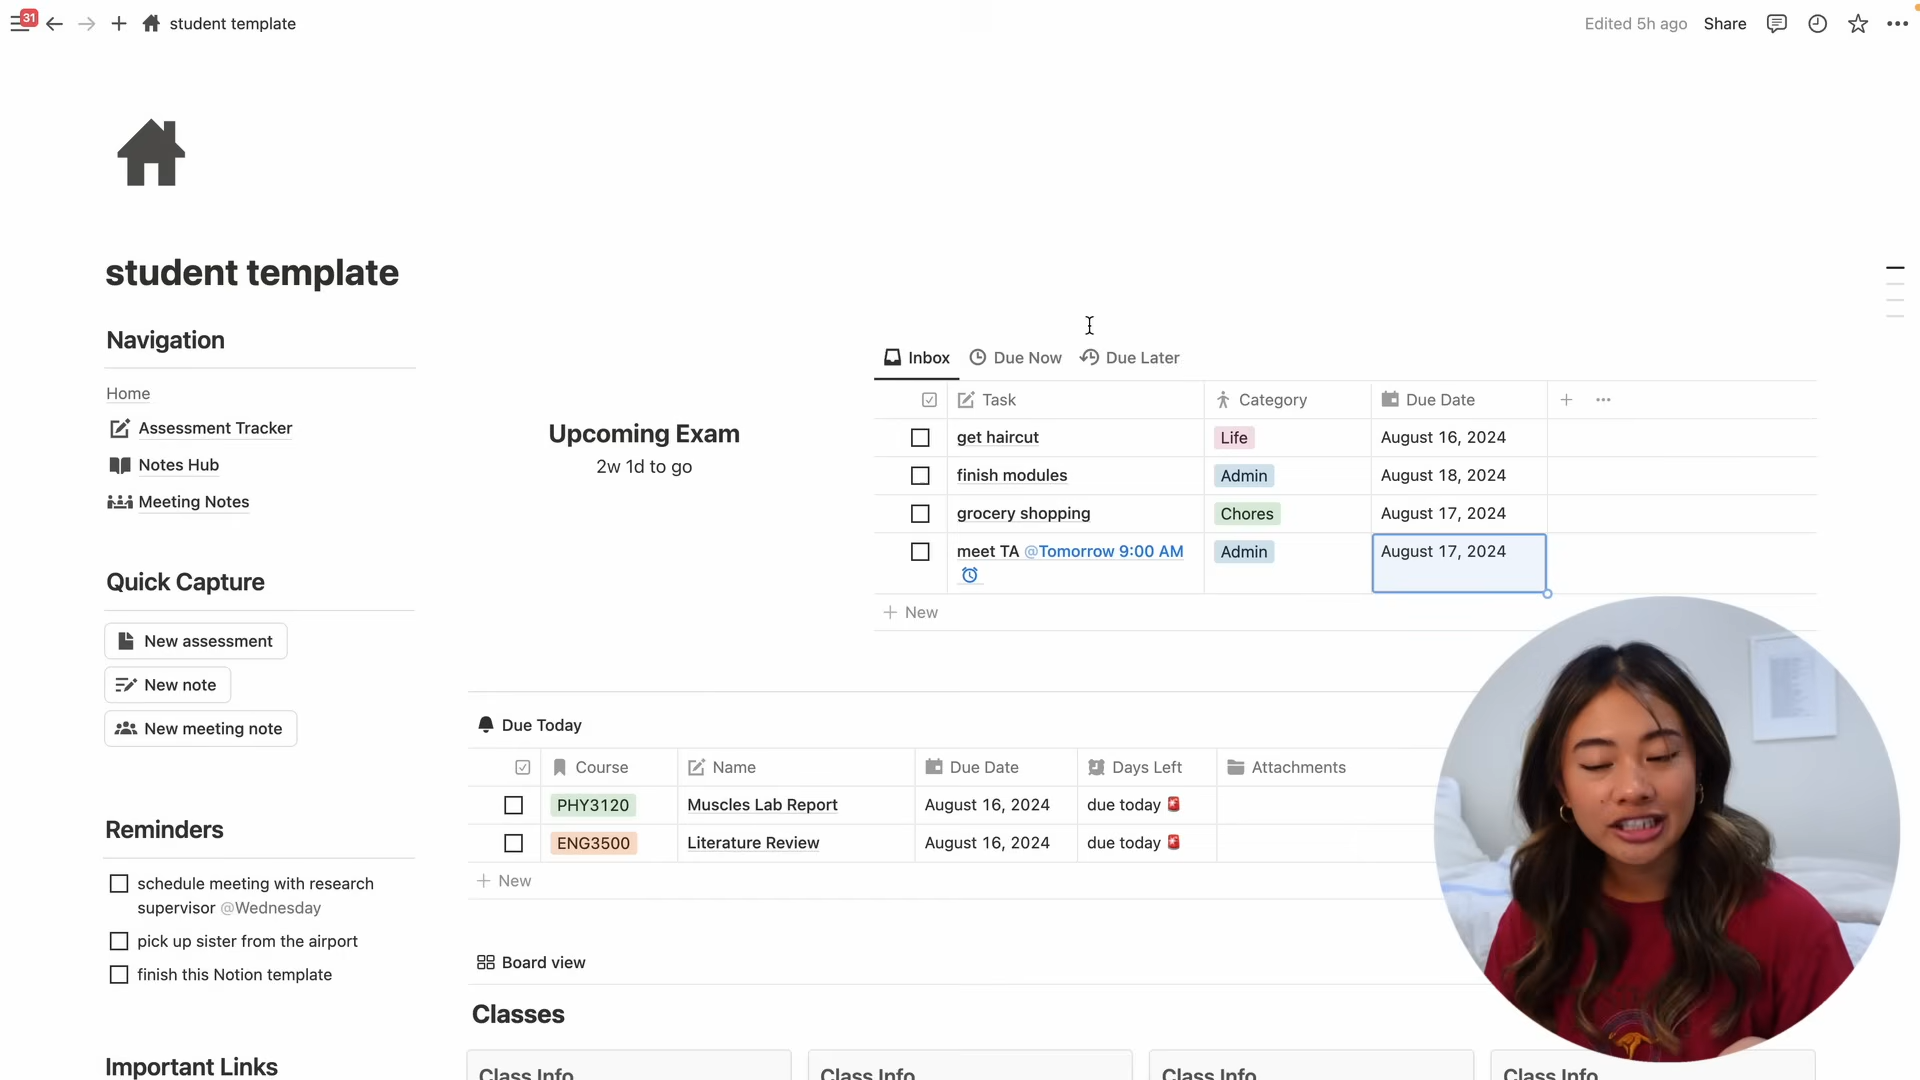 31
student template
Edited 5h ago
Share
student template
Navigation
Home
Assessment Tracker
Notes Hub
Meeting Notes
Quick Capture
New assessment
New note
New meeting note
Reminders
schedule meeting with research
supervisor @Wednesday
pick up sister from the airport
finish this Notion template
Important Links
Upcoming Exam
2w 1d to go
Inbox Due Now Due Later
Task Category Due Date
get haircut Life August 16, 2024
finish modules Admin August 18, 2024
grocery shopping Chores August 17, 2024
meet TA @Tomorrow 9:00 AM Admin August 17, 2024
+ New
Due Today
Course Name Due Date Days Left Attachments
PHY3120 Muscles Lab Report August 16, 2024 due today
ENG3500 Literature Review August 16, 2024 due today
+ New
Board view
Classes
Class Info Class Info Class Info Class Info